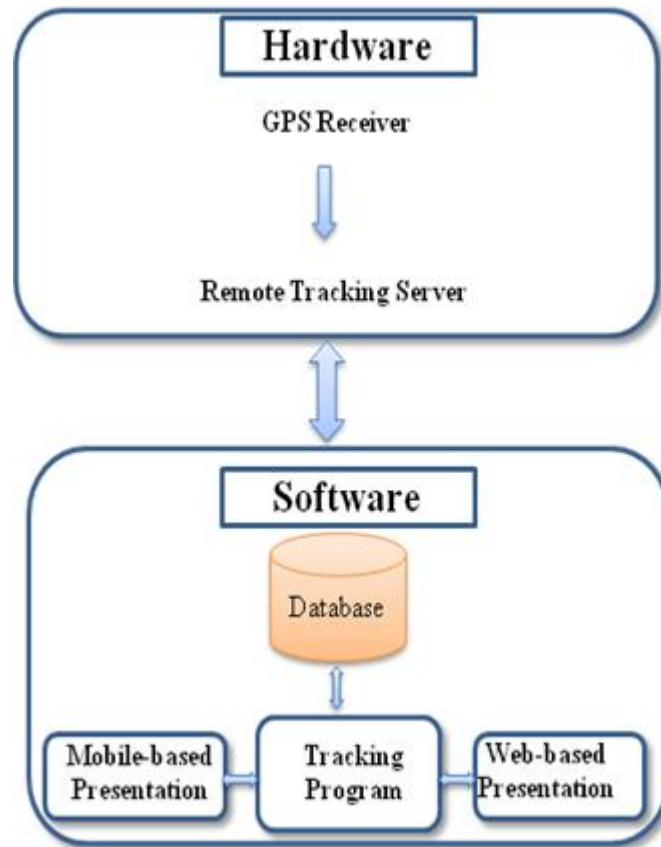 Hardware
GPS Receiver
Remote Tracking Server
Software
Database
Mobile-based
Presentation
Tracking
Program
Web-based
Presentation